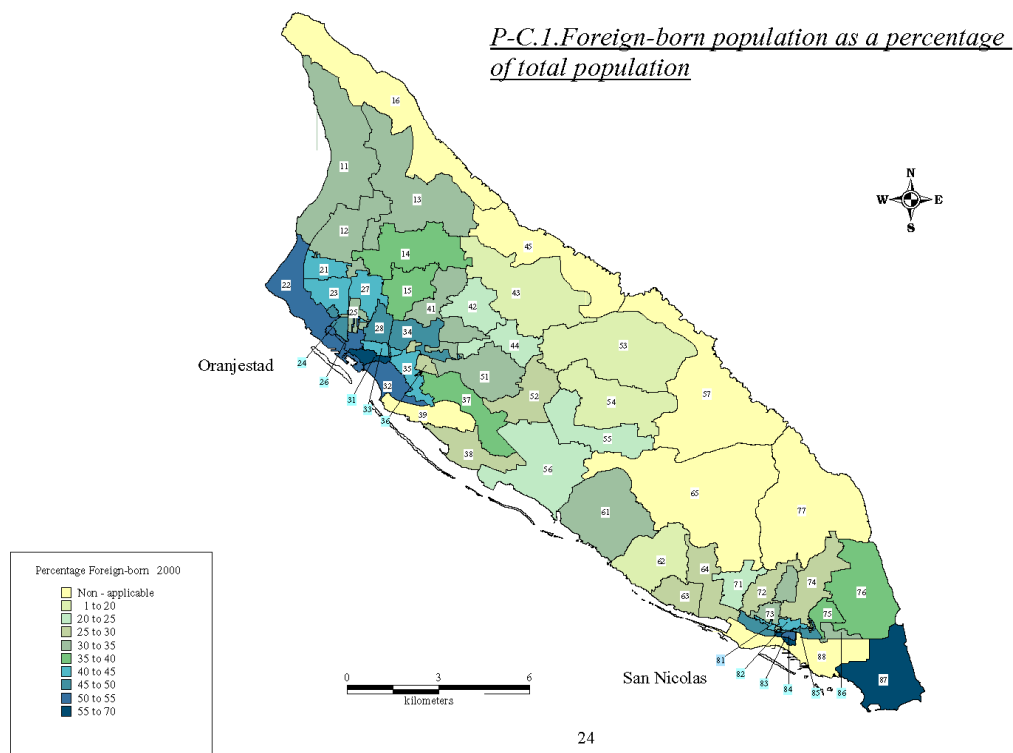 P-C.1.Foreign-born population as a percentage
of total population
16
11
13
N
W E
S
12
45
14
21
22
23
27
15
43
41
42
25
28
34
44
53
Oranjestad
24
26
35
51
32
31
33
36
37
52
54
57
39
38
55
56
65
61
77
62
64
71
72
74
76
63
73
75
81
82
83
84
85
86
88
87
San Nicolas
Percentage Foreign-born 2000
Non - applicable
1 to 20
20 to 25
25 to 30
30 to 35
35 to 40
40 to 45
45 to 50
50 to 55
55 to 70
0 3 6
kilometers
24